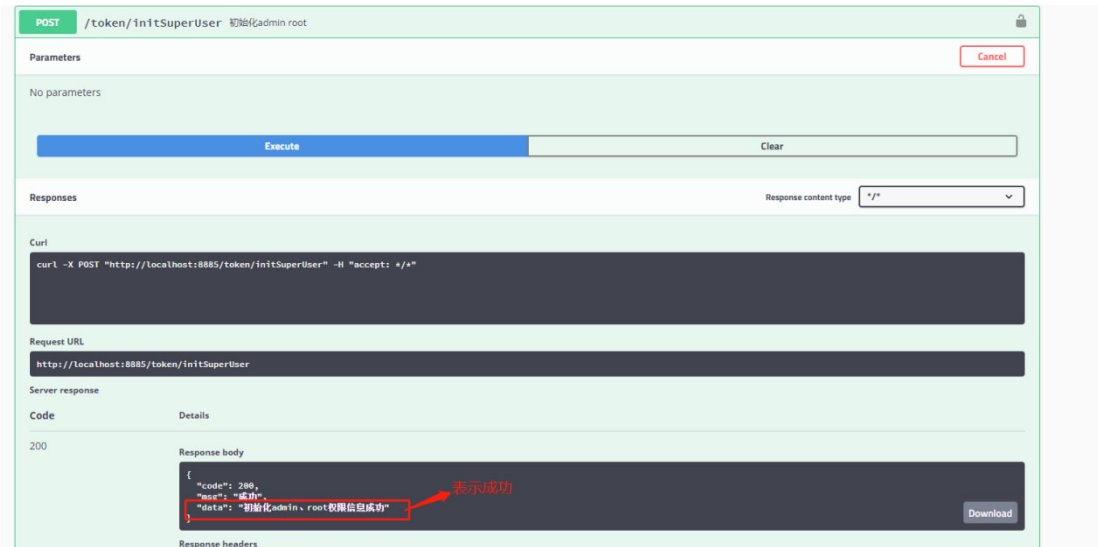 POST /token/initSuperUser 初始化admin root
Parameters
Cancel
No parameters
Execute
Clear
Responses
Response content type
*/*
Curl
curl -X POST "http://localhost:8885/token/initSuperUser" -H "accept: */*"
Request URL
http://localhost:8885/token/initSuperUser
Server response
Code
Details
200
Response body
{
"code": 200,
"msg": "成功",
"data": "初始化admin、root权限信息成功"
}
表示成功
Download
Response headers